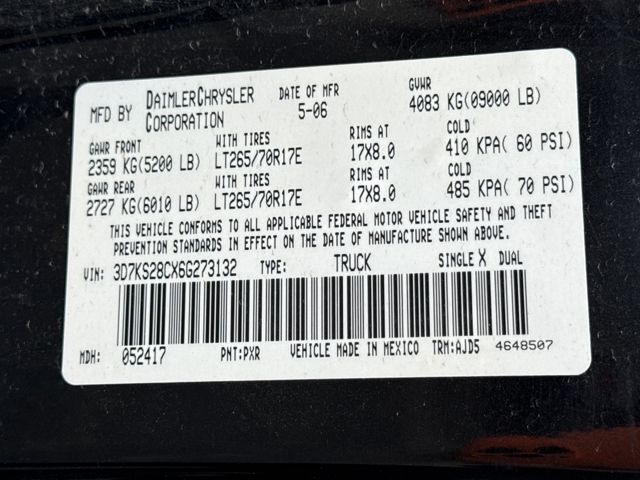 MFD BY DAIMLERCHRYSLER CORPORATION DATE OF MFR 5-06 GVWR 4083 KG(09000 LB)
GAWR FRONT WITH TIRES RIMS AT COLD
2359 KG(5200 LB) LT265/70R17E 17X8.0 410 KPA( 60 PSI)
GAWR REAR WITH TIRES RIMS AT COLD
2727 KG(6010 LB) LT265/70R17E 17X8.0 485 KPA( 70 PSI)
THIS VEHICLE CONFORMS TO ALL APPLICABLE FEDERAL MOTOR VEHICLE SAFETY AND THEFT
PREVENTION STANDARDS IN EFFECT ON THE DATE OF MANUFACTURE SHOWN ABOVE.
VIN: 3D7KS28CX6G273132 TYPE: TRUCK SINGLE X DUAL
MDH: 052417 PNT:PXR VEHICLE MADE IN MEXICO TRM:AJD5 4648507